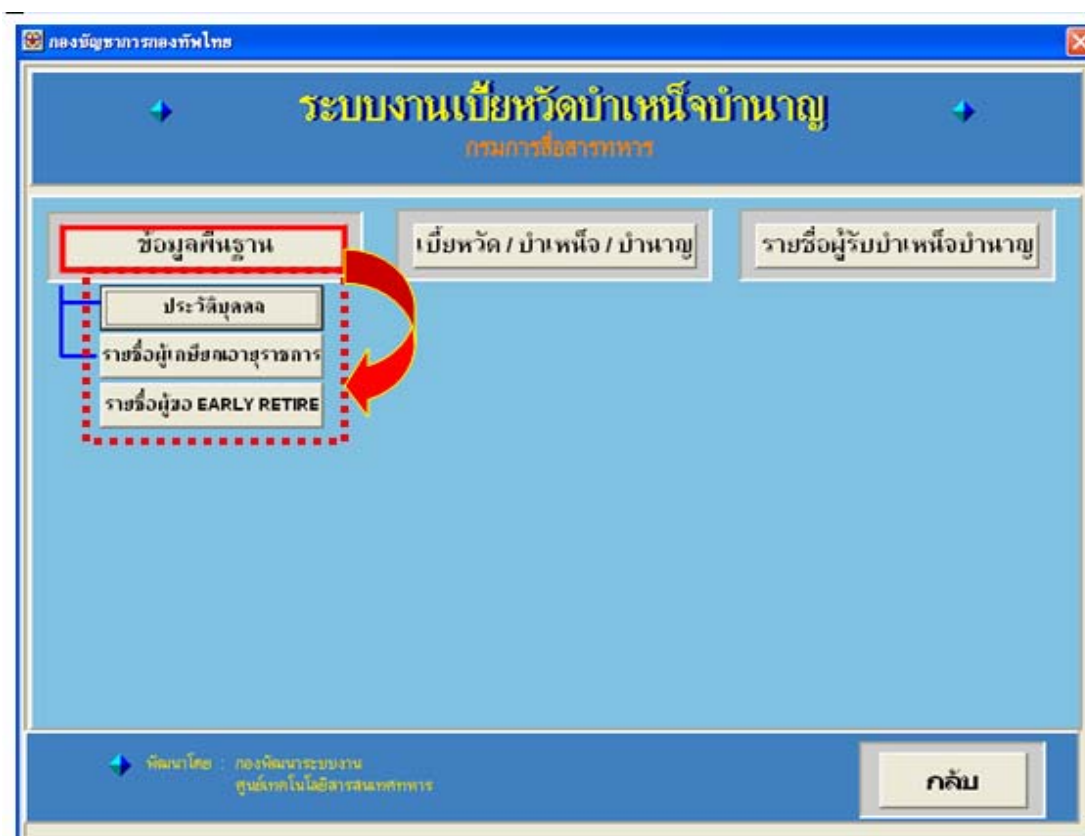 กองบัญชาการกองทัพไทย
ระบบงานเบี้ยหวัดบำเหน็จบำนาญ
กรมการสื่อสารทหาร
ข้อมูลพื้นฐาน
เบี้ยหวัด / บำเหน็จ / บำนาญ
รายชื่อผู้รับบำเหน็จบำนาญ
ประวัติบุคคล
รายชื่อผู้เกษียณอายุราชการ
รายชื่อผู้ขอ EARLY RETIRE
พัฒนาโดย : กองพัฒนาระบบงาน
ศูนย์เทคโนโลยีสารสนเทศทหาร
กลับ